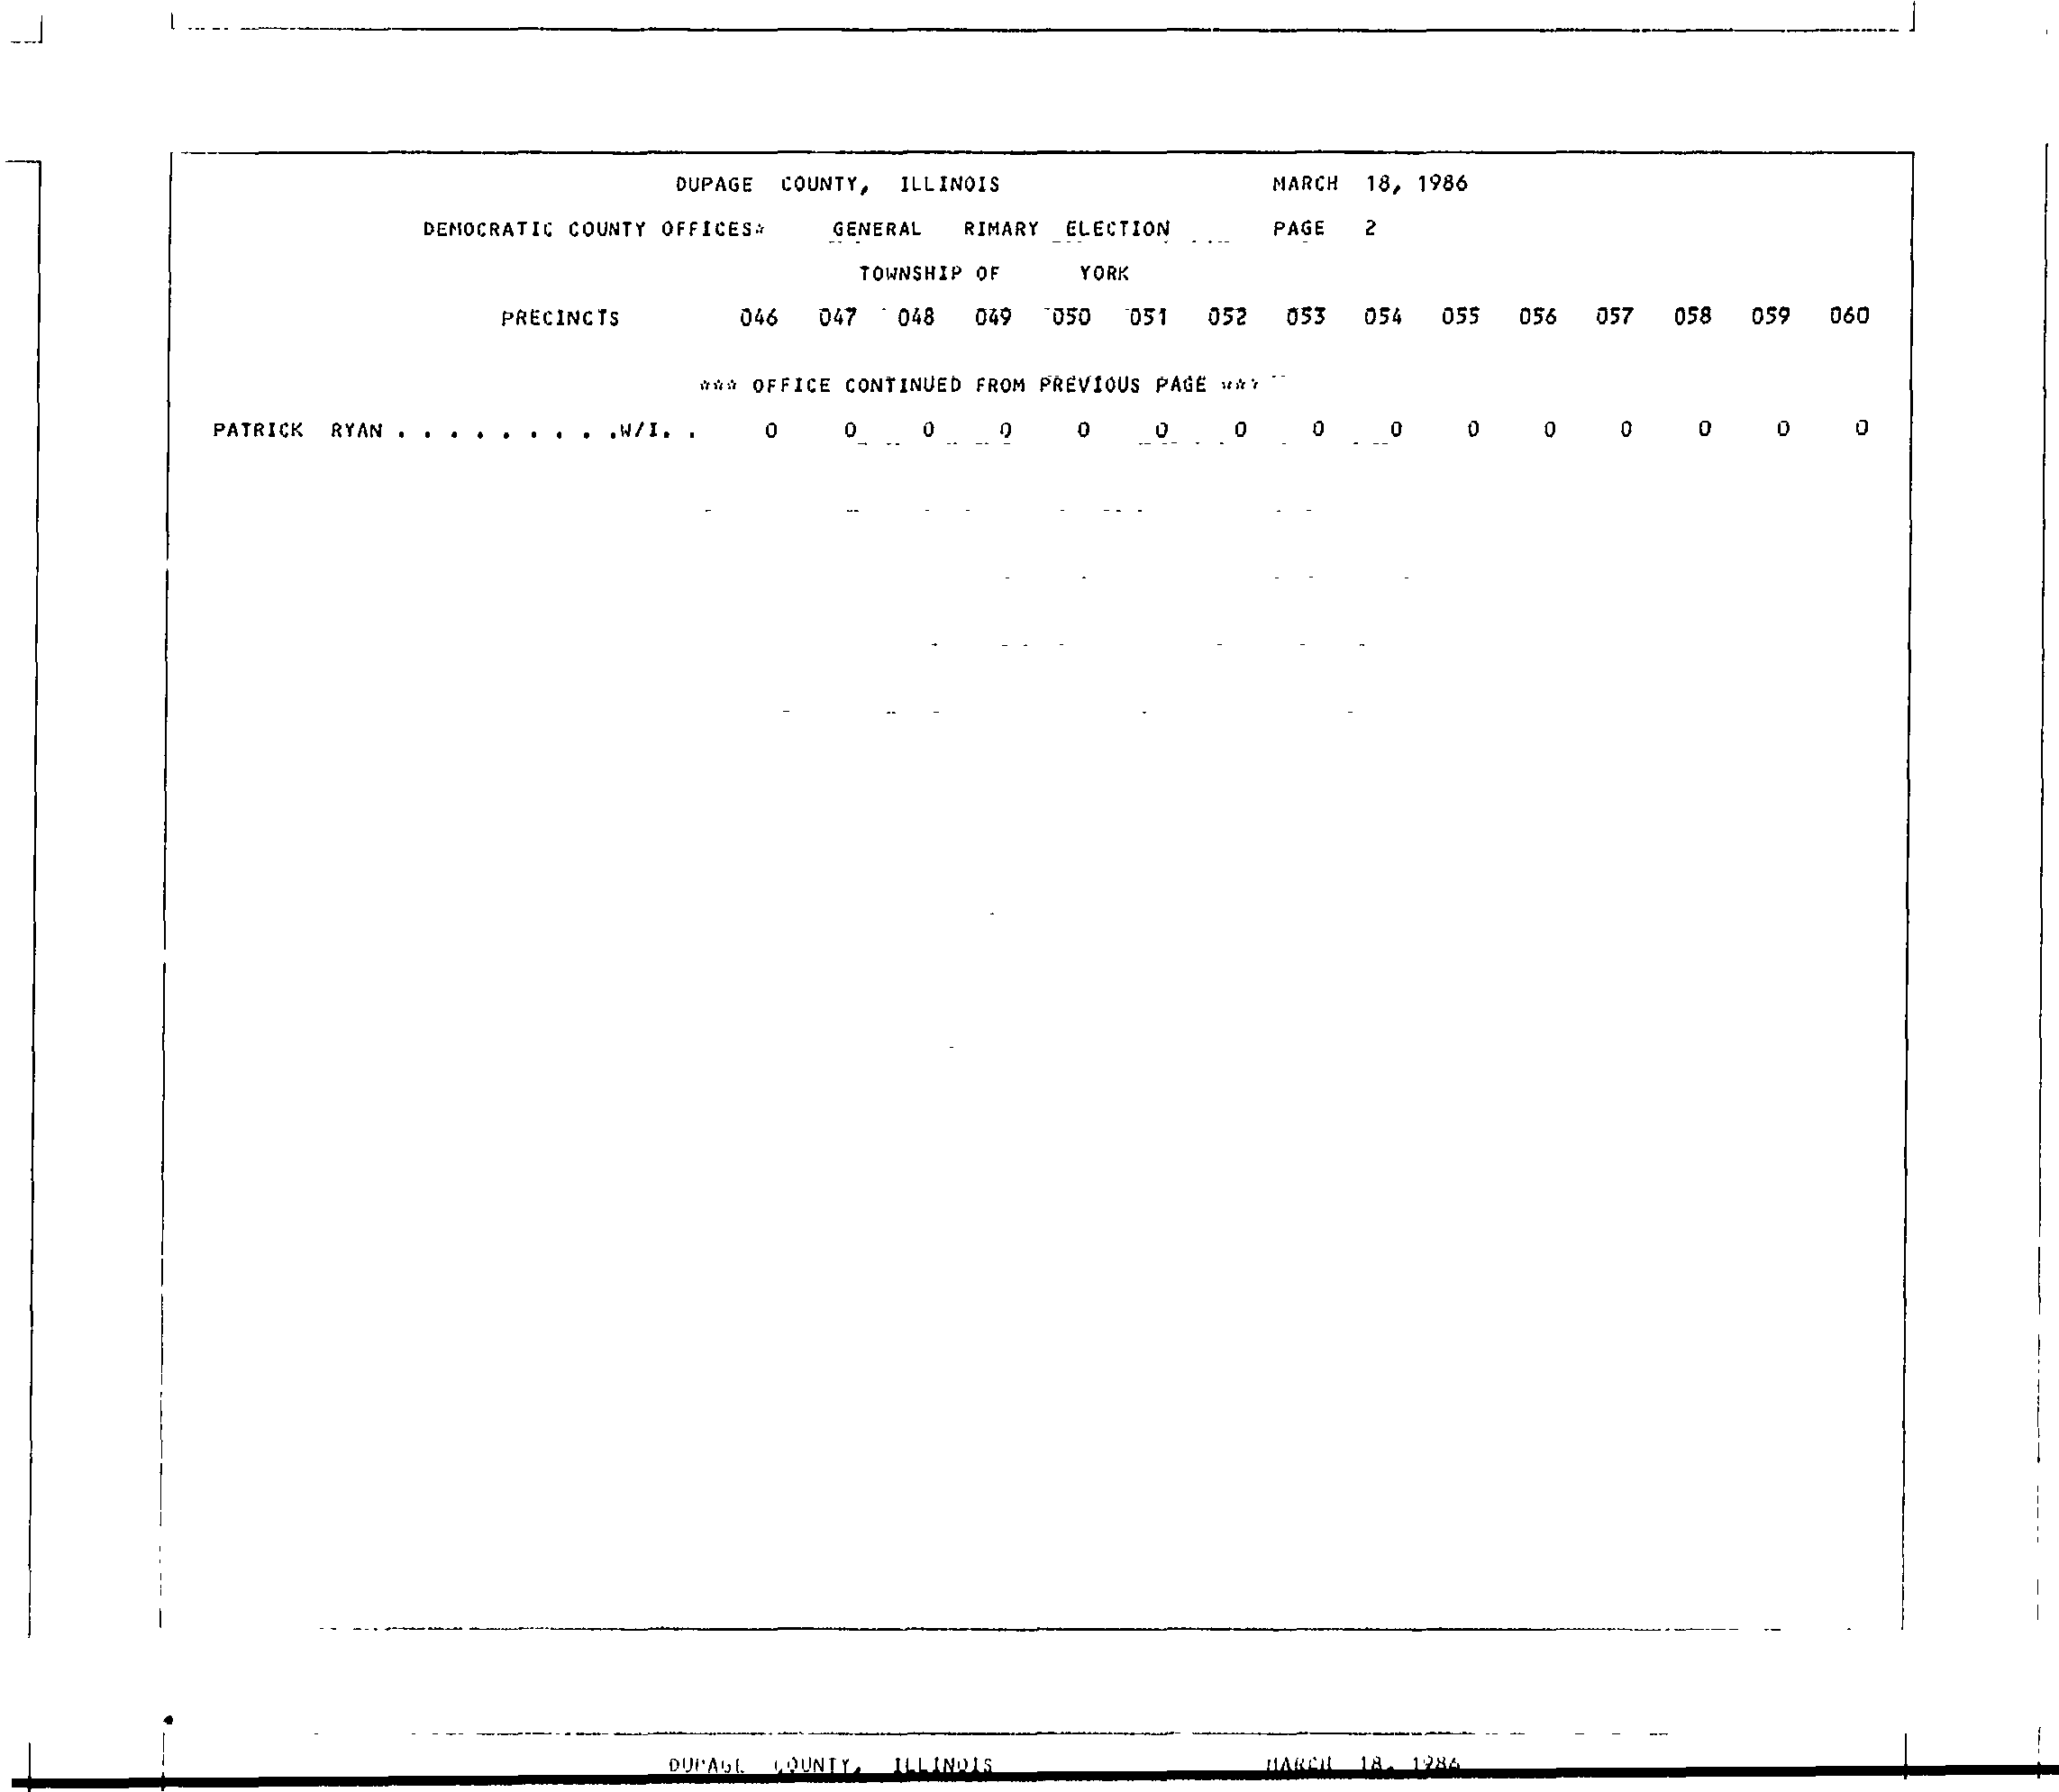 DUPAGE COUNTY, ILLINOIS MARCH 18, 1986
DEMOCRATIC COUNTY OFFICES* GENERAL RIMARY ELECTION PAGE 2
TOWNSHIP OF YORK
PRECINCTS 046 047 048 049 050 051 052 053 054 055 056 057 058 059 060
*** OFFICE CONTINUED FROM PREVIOUS PAGE ***
PATRICK RYAN . . . . . . . . .W/I. . 0 0 0 0 0 0 0 0 0 0 0 0 0 0 0
DUPAGE COUNTY, ILLINOIS MARCH 18, 1986